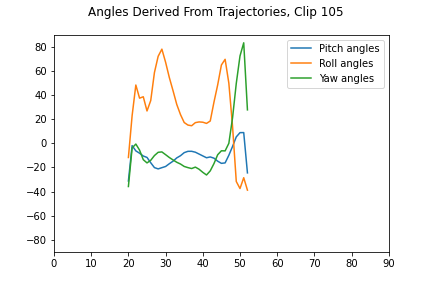 Angles Derived From Trajectories, Clip 105
Pitch angles
Roll angles
Yaw angles
80
60
40
20
0
−20
−40
−60
−80
0 10 20 30 40 50 60 70 80 90